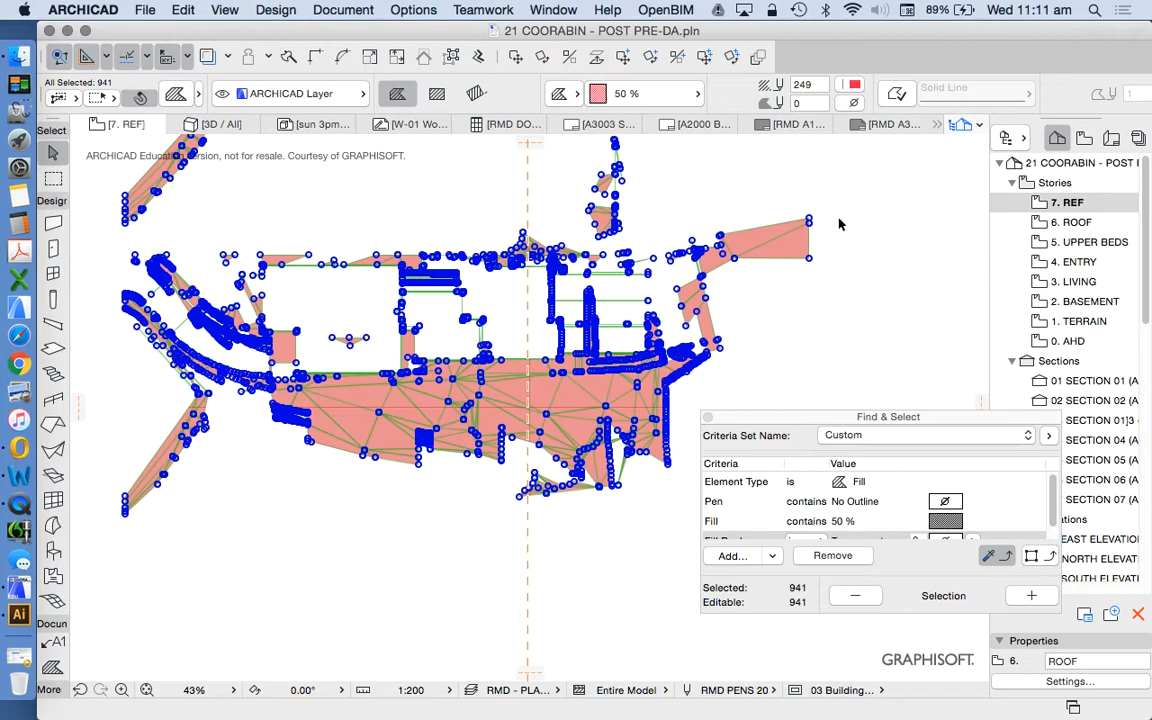 ARCHICAD File Edit View Design Document Options Teamwork Window Help OpenBIM 89% Wed 11:11 am
21 COORABIN - POST PRE-DA.pln
All Selected: 941
ARCHICAD Layer
50 %
249
0
Solid Line
1
Select
[7. REF]
[3D / All]
[sun 3pm...
[W-01 Wo...
[RMD DO...
[A3003 S...
[A2000 B...
[RMD A1...
[RMD A3...
ARCHICAD Education version, not for resale. Courtesy of GRAPHISOFT.
Design
21 COORABIN - POST
Stories
7. REF
6. ROOF
5. UPPER BEDS
4. ENTRY
3. LIVING
2. BASEMENT
1. TERRAIN
0. AHD
Sections
01 SECTION 01 (A
02 SECTION 02 (A
SECTION 01}3
SECTION 04 (A
SECTION 05 (A
SECTION 06 (A
SECTION 07 (A
ations
EAST ELEVATION
NORTH ELEVATI
SOUTH ELEVATI
Find & Select
Criteria Set Name: Custom
Criteria Value
Element Type is Fill
Pen contains No Outline
Fill contains 50 %
Add... Remove
Selected: 941
Editable: 941
Selection
Docun
A1
More
GRAPHISOFT.
Properties
6. ROOF
Settings...
43% 0.00° 1:200 RMD - PLA... Entire Model RMD PENS 20 03 Building...